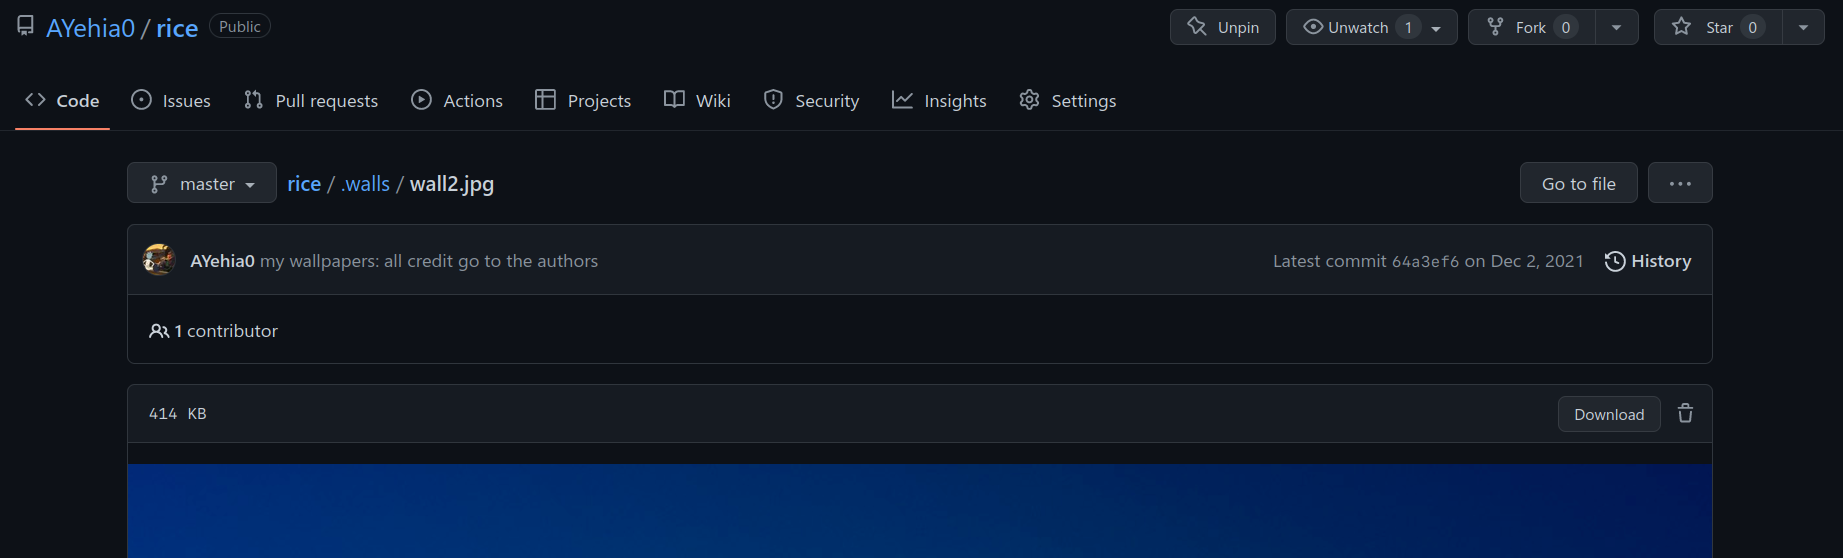 AYehia0 / rice Public Unpin Unwatch 1 Fork 0 Star 0
Code Issues Pull requests Actions Projects Wiki Security Insights Settings
master rice / .walls / wall2.jpg Go to file ...
AYehia0 my wallpapers: all credit go to the authors Latest commit 64a3ef6 on Dec 2, 2021 History
1 contributor
414 KB Download